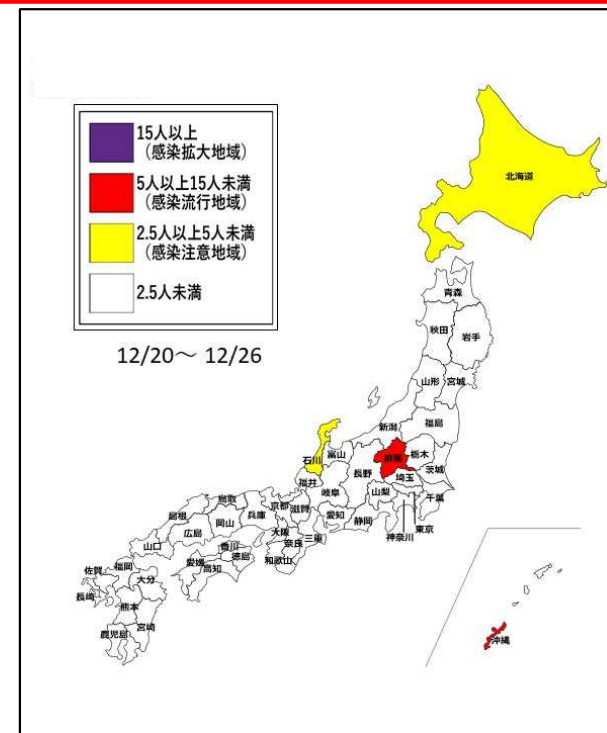 15人以上
(感染拡大地域)
5人以上15人未満
(感染流行地域)
2.5人以上5人未満
(感染注意地域)
2.5人未満
12/20~ 12/26
北海道
青森
秋田
岩手
山形
宮城
新潟
福島
石川
富山
群馬
栃木
長野
茨城
福井
埼玉
岐阜
山梨
千葉
鳥取
京都
滋賀
愛知
静岡
東京
島根
岡山
兵庫
神奈川
広島
大阪
奈良
三重
山口
香川
徳島
和歌山
愛媛
高知
佐賀
福岡
大分
長崎
熊本
宮崎
鹿児島
沖縄